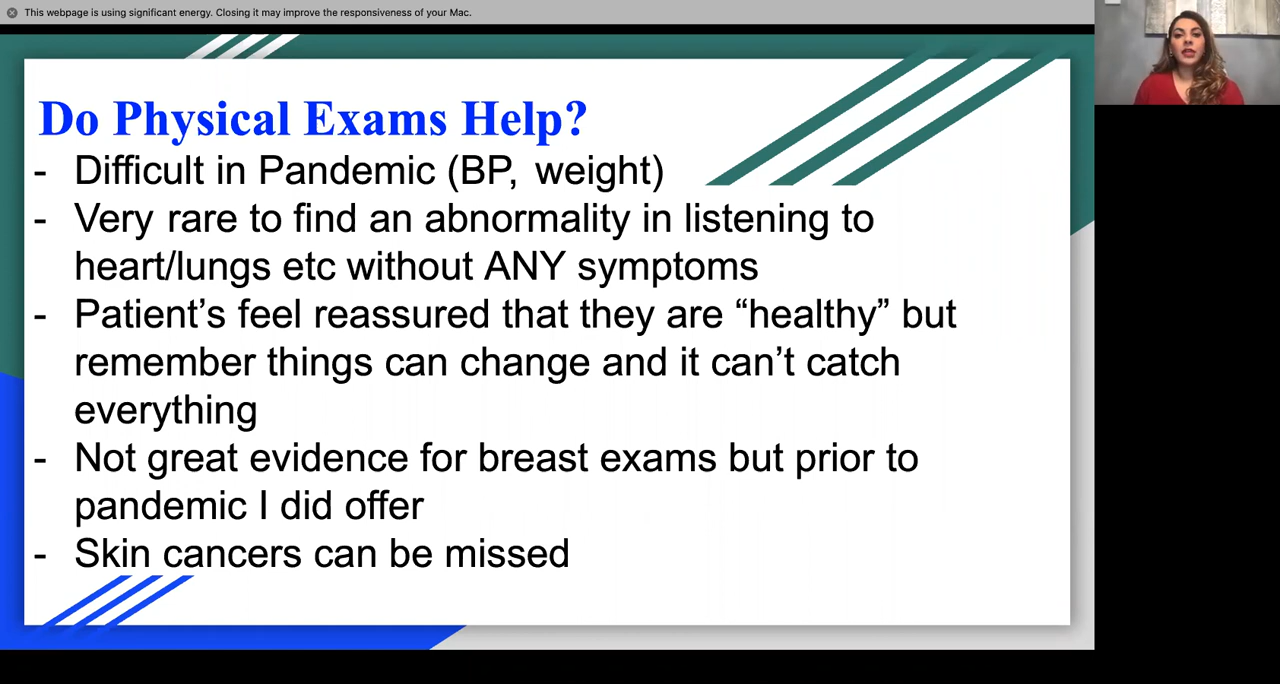 This webpage is using significant energy. Closing it may improve the responsiveness of your Mac.
Do Physical Exams Help?
- Difficult in Pandemic (BP, weight)
- Very rare to find an abnormality in listening to
heart/lungs etc without ANY symptoms
- Patient’s feel reassured that they are “healthy” but
remember things can change and it can’t catch
everything
- Not great evidence for breast exams but prior to
pandemic I did offer
- Skin cancers can be missed